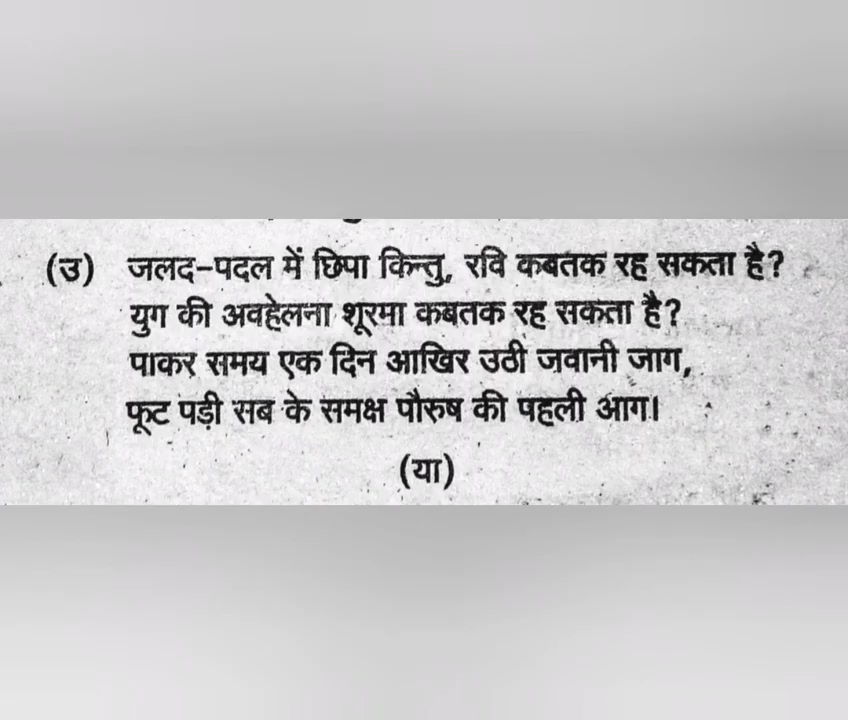 (उ) जलद-पदल में छिपा किन्तु, रवि कबतक रह सकता है?
युग की अवहेलना शूरमा कबतक रह सकता है?
पाकर समय एक दिन आखिर उठी जवानी जाग,
फूट पड़ी सब के समक्ष पौरुष की पहली आग।
(या)